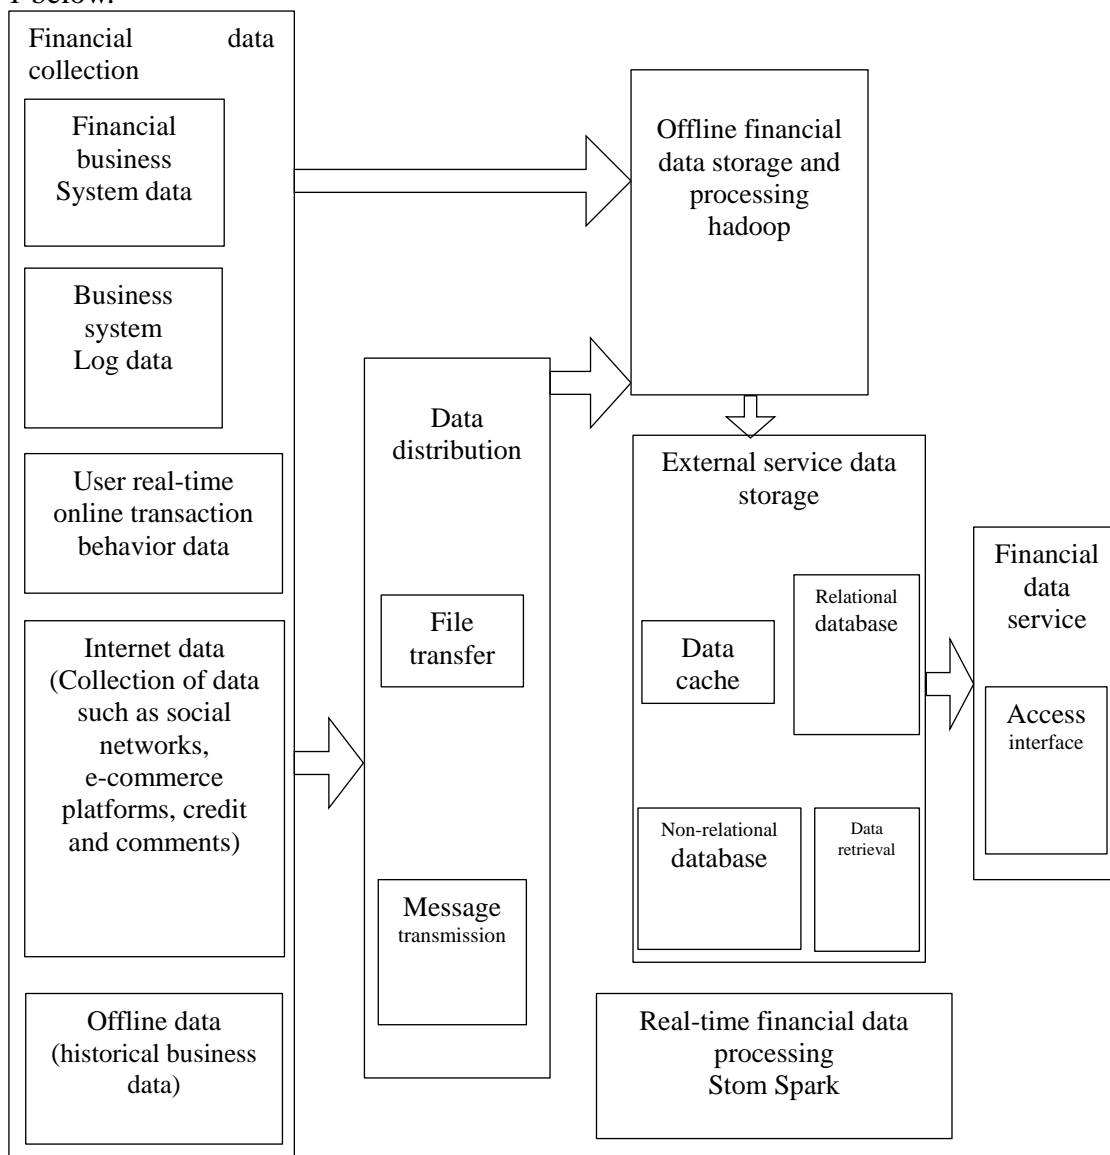 1 below.
Financial data
collection
Financial
business
System data
Business
system
Log data
User real-time
online transaction
behavior data
Internet data
(Collection of data
such as social
networks,
e-commerce
platforms, credit
and comments)
Offline data
(historical business
data)
Data
distribution
File
transfer
Message
transmission
Offline financial
data storage and
processing
hadoop
External service data
storage
Data
cache
Relational
database
Non-relational
database
Data
retrieval
Real-time financial data
processing
Stom Spark
Financial
data
service
Access
interface